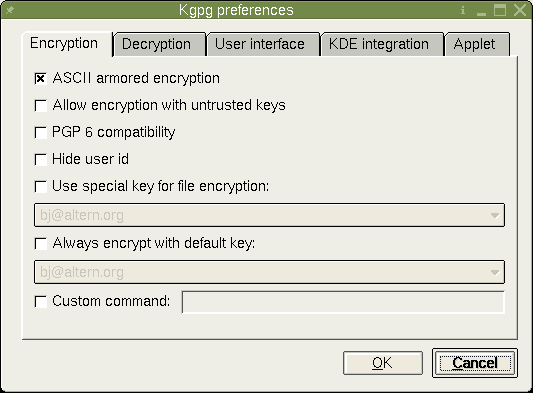 Kgpg preferences
Encryption Decryption User interface KDE integration Applet
ASCII armored encryption
Allow encryption with untrusted keys
PGP 6 compatibility
Hide user id
Use special key for file encryption:
bj@altern.org
Always encrypt with default key:
bj@altern.org
Custom command:
OK Cancel